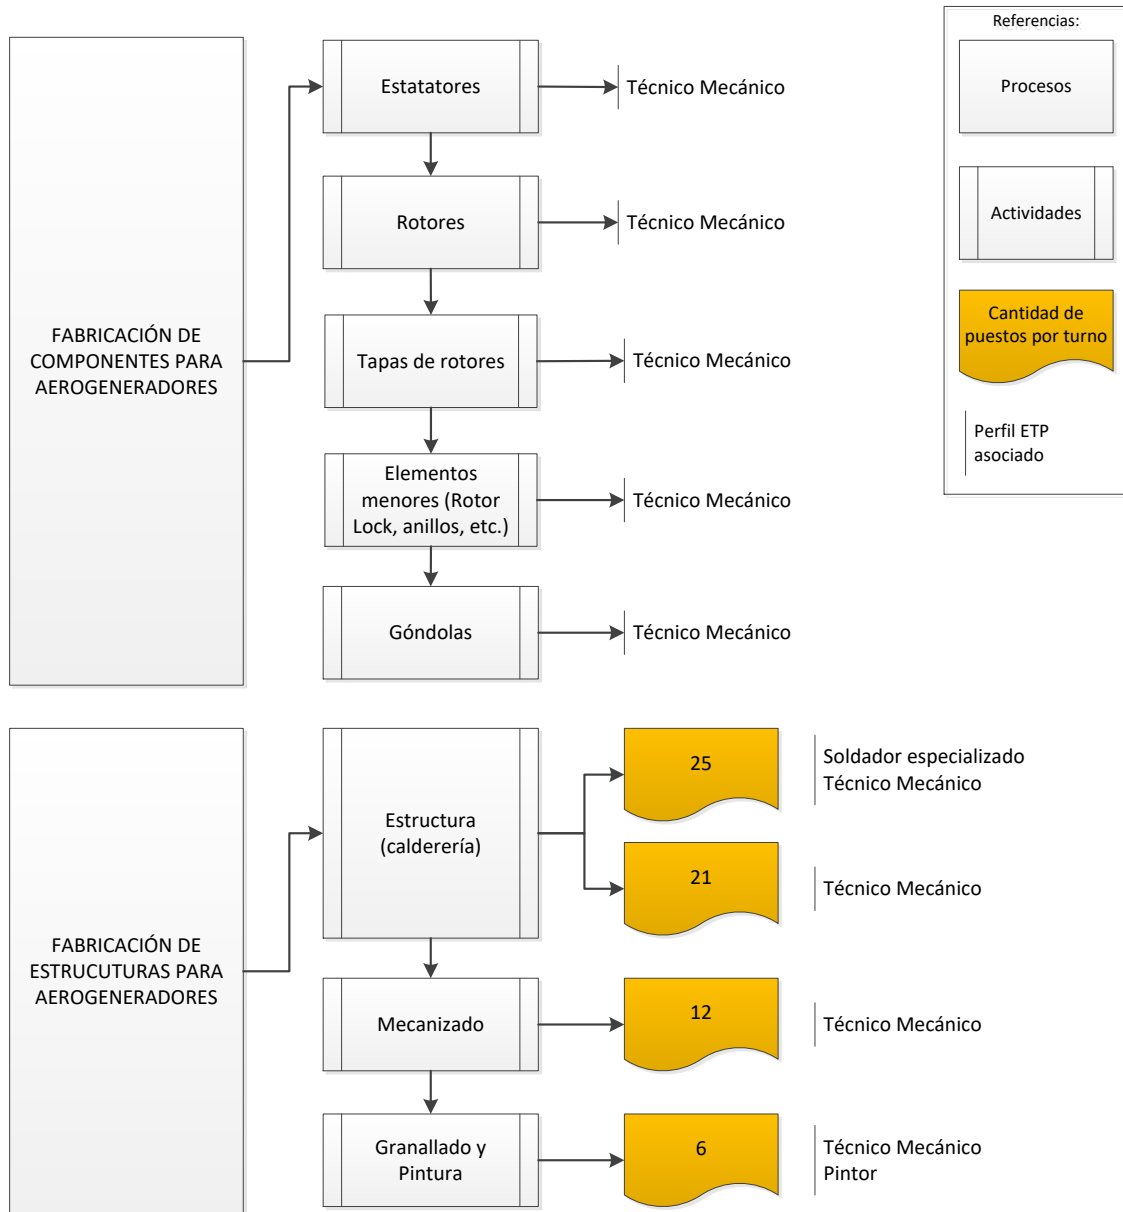 Referencias:
Procesos
Actividades
Cantidad de
puestos por turno
Perfil ETP
asociado
FABRICACIÓN DE
COMPONENTES PARA
AEROGENERADORES
Estatatores
Técnico Mecánico
Rotores
Técnico Mecánico
Tapas de rotores
Técnico Mecánico
Elementos
menores (Rotor
Lock, anillos, etc.)
Técnico Mecánico
Góndolas
Técnico Mecánico
FABRICACIÓN DE
ESTRUCUTURAS PARA
AEROGENERADORES
Estructura
(calderería)
25
Soldador especializado
Técnico Mecánico
21
Técnico Mecánico
Mecanizado
12
Técnico Mecánico
Granallado y
Pintura
6
Técnico Mecánico
Pintor